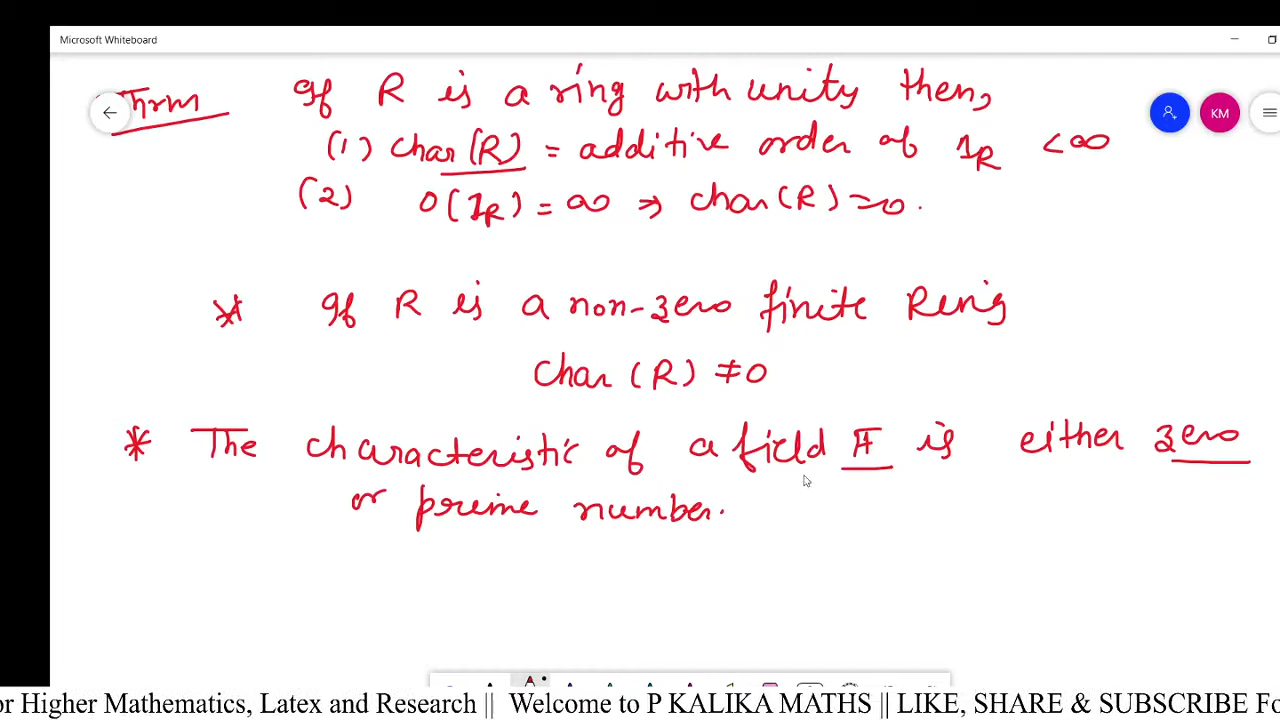 Microsoft Whiteboard
Thrm If R is a ring with unity then,
(1) char(R) = additive order of 1_R < ∞
(2) O(1_R) = ∞ ⇒ char(R) = 0.
KM
* If R is a non-zero finite Ring
Char (R) ≠ 0
* The characteristic of a field F is either zero
or prime number.
or Higher Mathematics, Latex and Research || Welcome to P KALIKA MATHS || LIKE, SHARE & SUBSCRIBE Fo